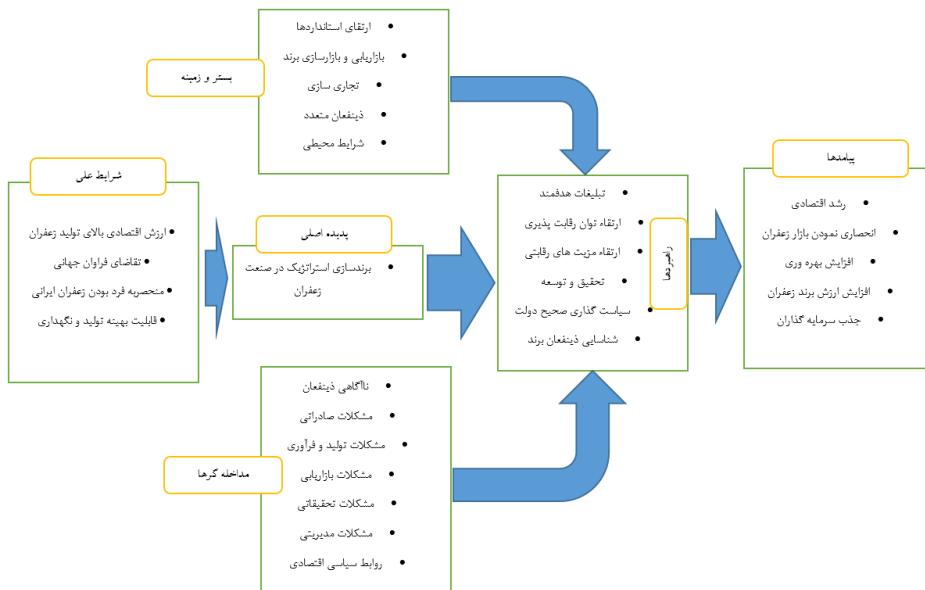 بستر و زمینه
ارتقای استانداردها
بازاریابی و بازارسازی برند
تجاری سازی
ذینفعان متعدد
شرایط محیطی
شرایط علی
ارزش اقتصادی بالای تولید زعفران
تقاضای فراوان جهانی
منحصربه فرد بودن زعفران ایرانی
قابلیت بهینه تولید و نگهداری
پدیده اصلی
برندسازی استراتژیک در صنعت
زعفران
مداخله گرها
ناآگاهی ذینفعان
مشکلات صادراتی
مشکلات تولید و فرآوری
مشکلات بازاریابی
مشکلات تحقیقاتی
مشکلات مدیریتی
روابط سیاسی اقتصادی
راهبردها
تبلیغات هدفمند
ارتقاء توان رقابت پذیری
ارتقاء مزیت های رقابتی
تحقیق و توسعه
سیاست گذاری صحیح دولت
شناسایی ذینفعان برند
پیامدها
رشد اقتصادی
انحصاری نمودن بازار زعفران
افزایش بهره وری
افزایش ارزش برند زعفران
جذب سرمایه گذاران